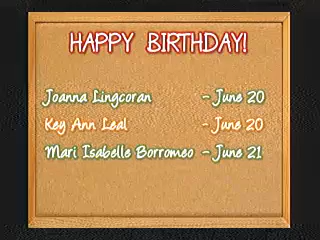 HAPPY BIRTHDAY!
Joanna Lingcoran - June 20
Key Ann Leal - June 20
Mari Isabelle Borromeo - June 21